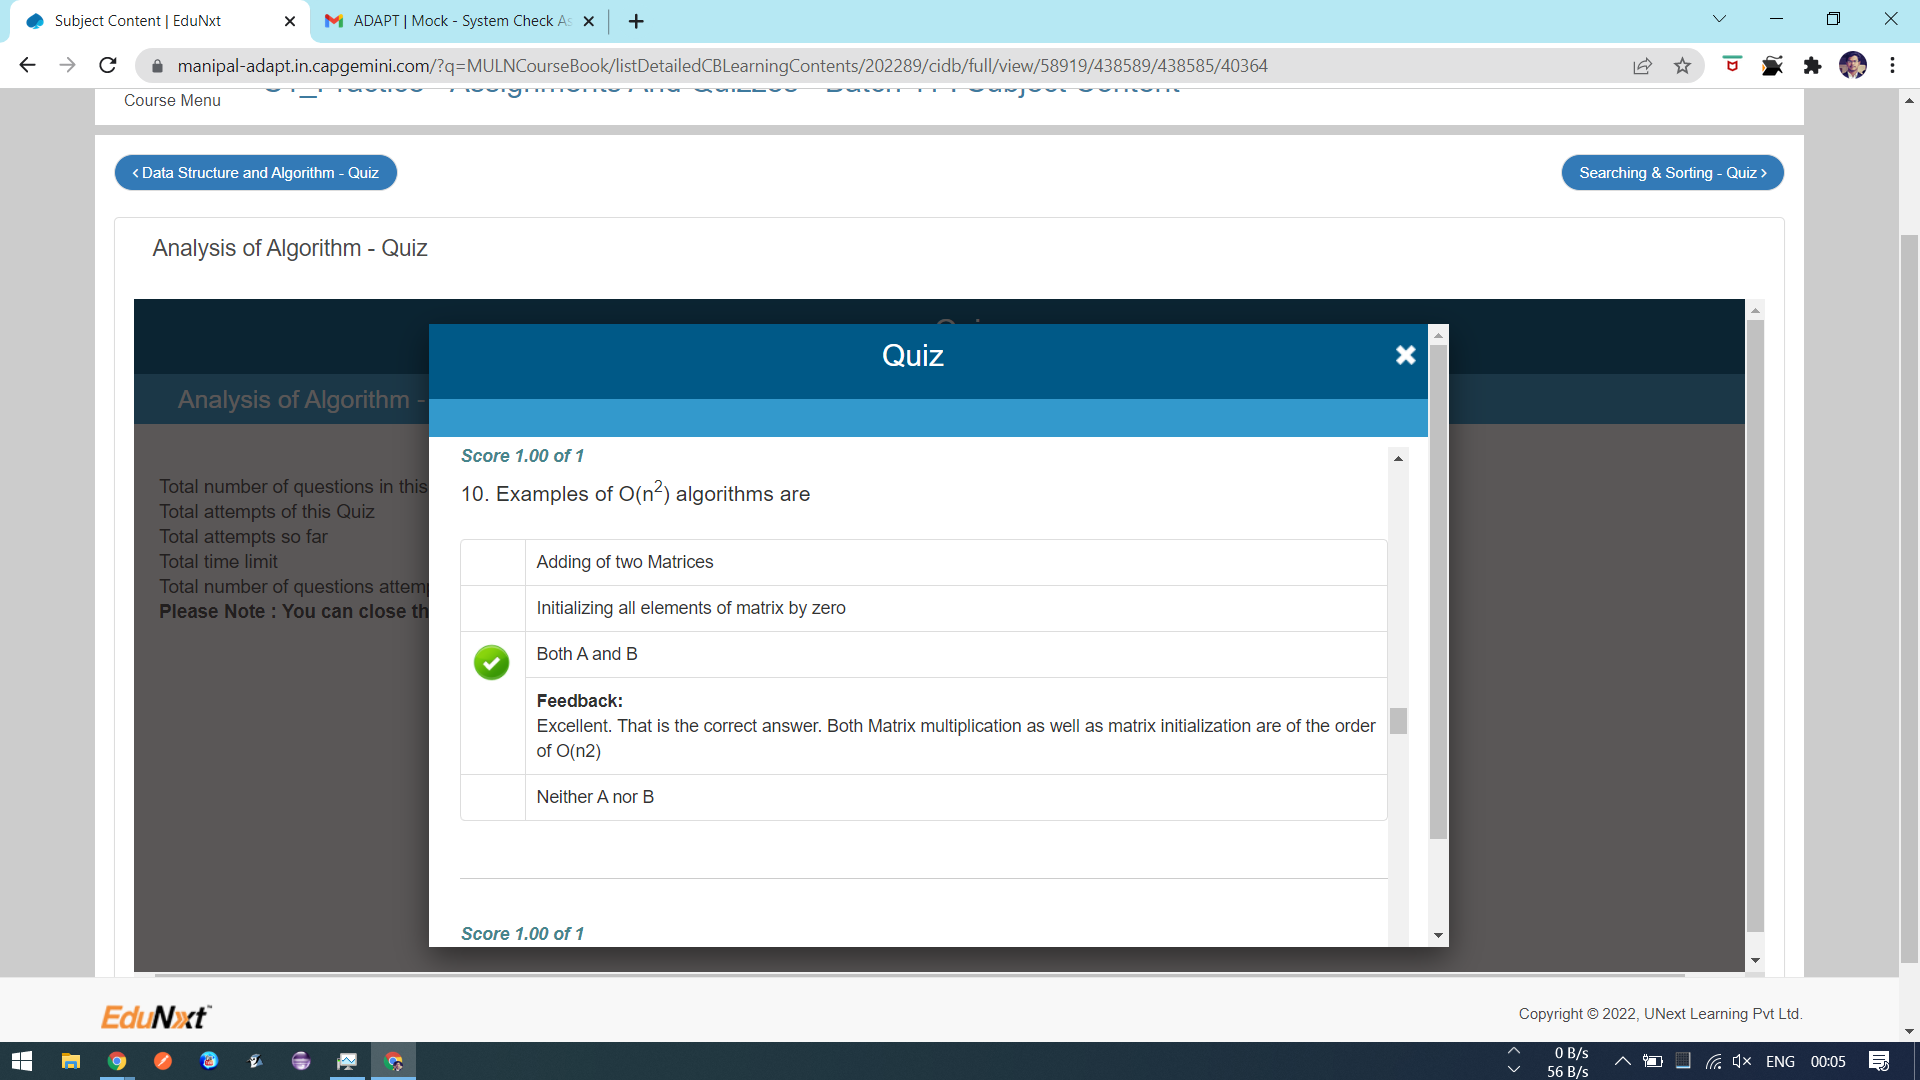 Subject Content | EduNxt
ADAPT | Mock - System Check As
manipal-adapt.in.capgemini.com/?q=MULNCourseBook/listDetailedCBLearningContents/202289/cidb/full/view/58919/438589/438585/40364
Course Menu
< Data Structure and Algorithm - Quiz
Searching & Sorting - Quiz >
Analysis of Algorithm - Quiz
Quiz
Analysis of Algorithm -
Score 1.00 of 1
Total number of questions in this
10. Examples of O(n²) algorithms are
Total attempts of this Quiz
Total attempts so far
Total time limit
Adding of two Matrices
Total number of questions attem
Please Note : You can close th
Initializing all elements of matrix by zero
Both A and B
Feedback:
Excellent. That is the correct answer. Both Matrix multiplication as well as matrix initialization are of the order
of O(n2)
Neither A nor B
Score 1.00 of 1
EduNxt
Copyright © 2022, UNext Learning Pvt Ltd.
0 B/s
56 B/s
ENG
00:05